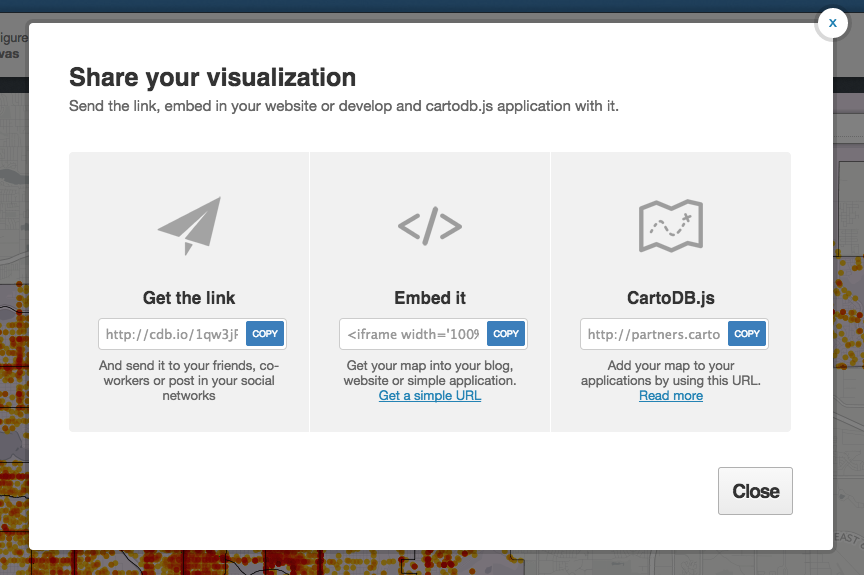 x
Share your visualization
Send the link, embed in your website or develop and cartodb.js application with it.
Get the link
http://cdb.io/1qw3jF COPY
And send it to your friends, co-
workers or post in your social
networks
Embed it
<iframe width='100% COPY
Get your map into your blog,
website or simple application.
Get a simple URL
CartoDB.js
http://partners.carto COPY
Add your map to your
applications by using this URL.
Read more
Close
EAST